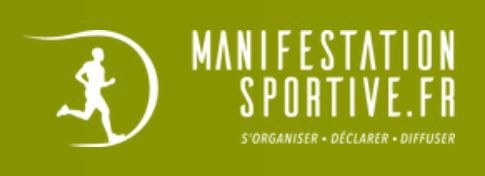 MANIFESTATION
SPORTIVE.FR
S'ORGANISER • DÉCLARER • DIFFUSER